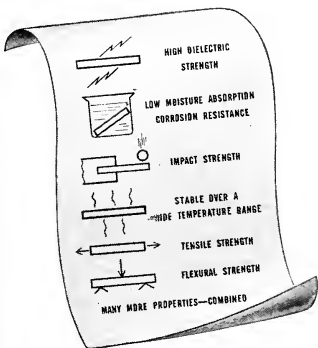 HIGH DIELECTRIC
STRENGTH
LOW MOISTURE ABSORPTION
CORROSION RESISTANCE
IMPACT STRENGTH
STABLE OVER A
WIDE TEMPERATURE RANGE
TENSILE STRENGTH
FLEXURAL STRENGTH
MANY MORE PROPERTIES—COMBINED